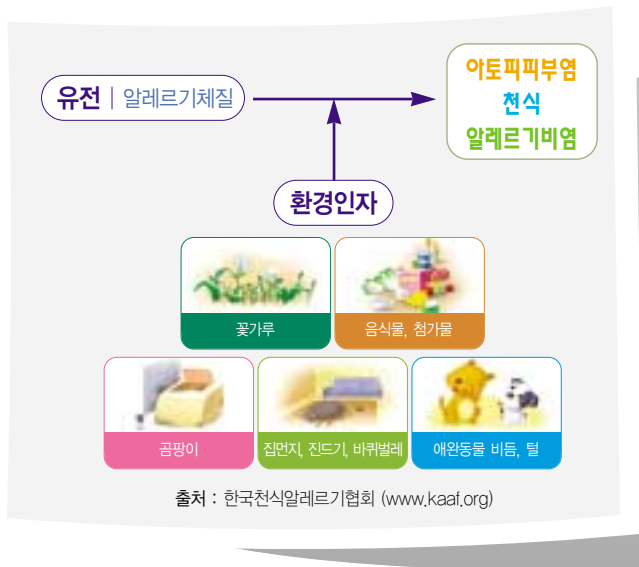 유전 | 알레르기체질
아토피피부염
천식
알레르기비염
환경인자
꽃가루
음식물, 첨가물
곰팡이
집먼지, 진드기, 바퀴벌레
애완동물 비듬, 털
출처 : 한국천식알레르기협회 (www.kaaf.org)